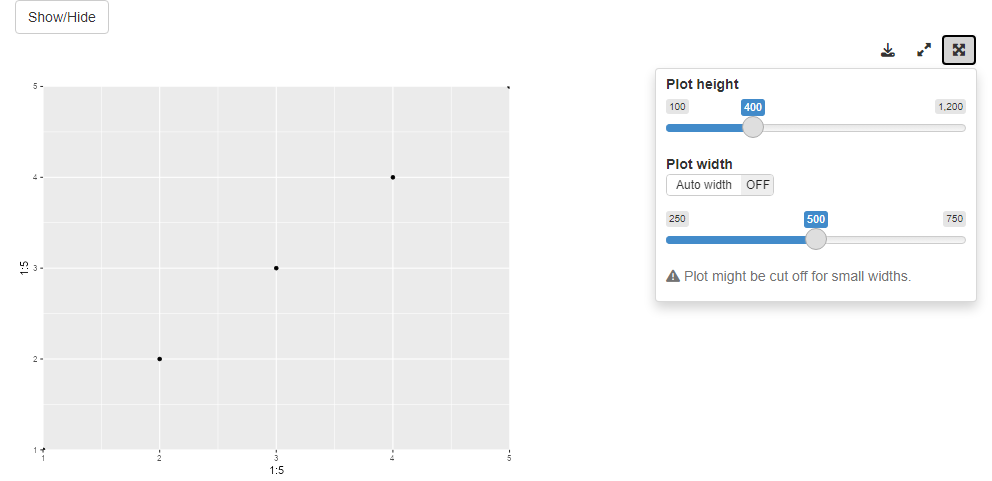 Show/Hide
Plot height
100 400 1,200
Plot width
Auto width OFF
250 500 750
Plot might be cut off for small widths.
5
4
3
2
1
1:5
1 2 3 4 5
1:5